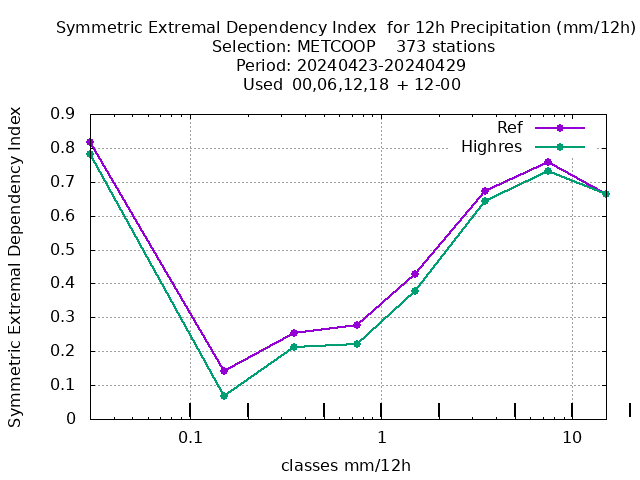 Symmetric Extremal Dependency Index  for 12h Precipitation (mm/12h)
Selection: METCOOP    373 stations
Period: 20240423-20240429
Used  00,06,12,18  + 12-00
Ref
Highres
Symmetric Extremal Dependency Index
0.9
0.8
0.7
0.6
0.5
0.4
0.3
0.2
0.1
0
0.1 1 10
classes mm/12h